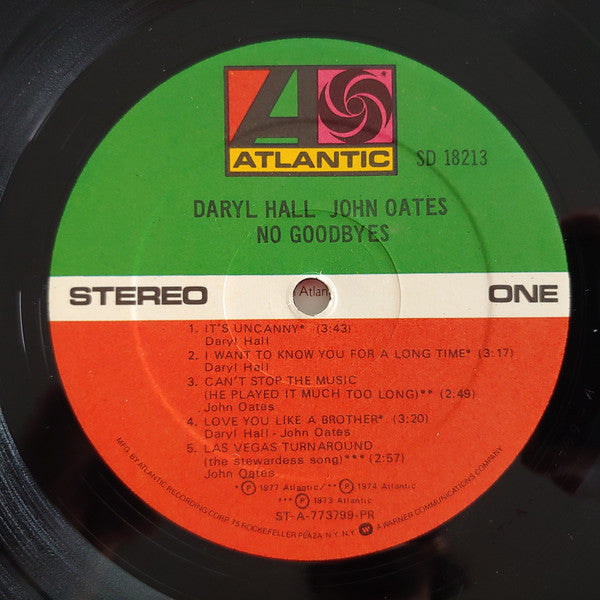 ATLANTIC
®
SD 18213
DARYL HALL JOHN OATES
NO GOODBYES
STEREO
Atlan
ONE
1. IT'S UNCANNY* (3:43)
Daryl Hall
2. I WANT TO KNOW YOU FOR A LONG TIME* (3:17)
Daryl Hall
3. CAN'T STOP THE MUSIC
(HE PLAYED IT MUCH TOO LONG)** (2:49)
John Oates
4. LOVE YOU LIKE A BROTHER* (3:20)
Daryl Hall - John Oates
5. LAS VEGAS TURNAROUND
(the stewardess song)*** (2:57)
John Oates
* Ⓟ 1977 Atlantic/** Ⓟ 1974 Atlantic
*** Ⓟ 1973 Atlantic
ST-A-773799-PR
MFG. BY ATLANTIC RECORDING CORP. 75 ROCKEFELLER PLAZA, N.Y. N.Y. W A WARNER COMMUNICATIONS COMPANY